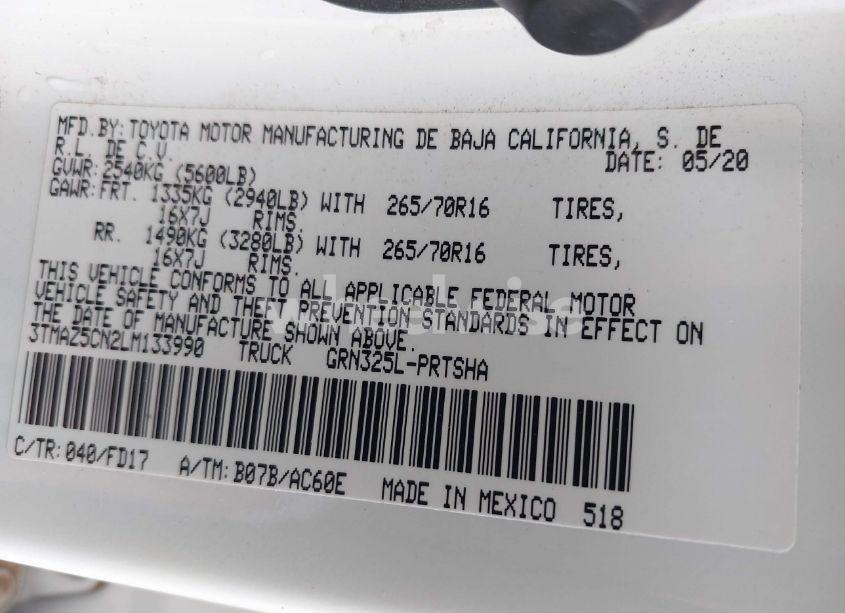 MFD.BY:TOYOTA MOTOR MANUFACTURING DE BAJA CALIFORNIA, S. DE
R.L. DE C.V. DATE: 05/20
GVWR:2540KG (5600LB)
GAWR:FRT. 1335KG (2940LB) WITH 265/70R16 TIRES,
16X7J RIMS.
RR. 1490KG (3280LB) WITH 265/70R16 TIRES,
16X7J RIMS.
THIS VEHICLE CONFORMS TO ALL APPLICABLE FEDERAL MOTOR
VEHICLE SAFETY AND THEFT PREVENTION STANDARDS IN EFFECT ON
THE DATE OF MANUFACTURE SHOWN ABOVE.
3TMAZ5CN2LM133990 TRUCK GRN325L-PRTSHA
C/TR:040/FD17 A/TM:B07B/AC60E MADE IN MEXICO 518